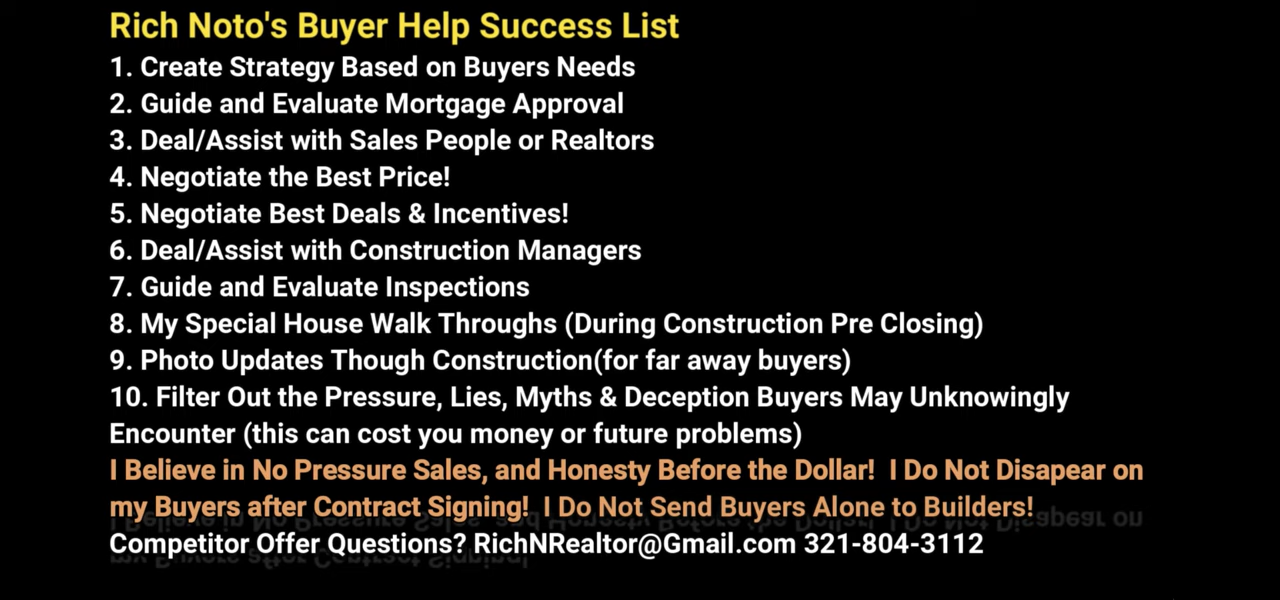 Rich Noto's Buyer Help Success List
1. Create Strategy Based on Buyers Needs
2. Guide and Evaluate Mortgage Approval
3. Deal/Assist with Sales People or Realtors
4. Negotiate the Best Price!
5. Negotiate Best Deals & Incentives!
6. Deal/Assist with Construction Managers
7. Guide and Evaluate Inspections
8. My Special House Walk Throughs (During Construction Pre Closing)
9. Photo Updates Though Construction(for far away buyers)
10. Filter Out the Pressure, Lies, Myths & Deception Buyers May Unknowingly
Encounter (this can cost you money or future problems)
I Believe in No Pressure Sales, and Honesty Before the Dollar!  I Do Not Disapear on
my Buyers after Contract Signing!  I Do Not Send Buyers Alone to Builders!
Competitor Offer Questions? RichNRealtor@Gmail.com 321-804-3112